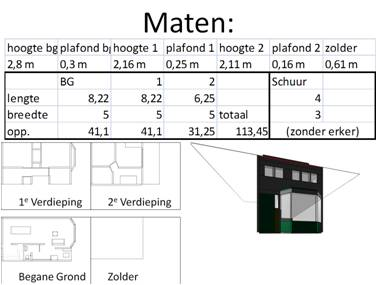 Maten:
hoogte bg plafond bg hoogte 1 plafond 1 hoogte 2 plafond 2 zolder
2,8 m 0,3 m 2,16 m 0,25 m 2,11 m 0,16 m 0,61 m
BG 1 2 Schuur
lengte 8,22 8,22 6,25 4
breedte 5 5 5 totaal 3
opp. 41,1 41,1 31,25 113,45 (zonder erker)
1e Verdieping 2e Verdieping
Begane Grond Zolder